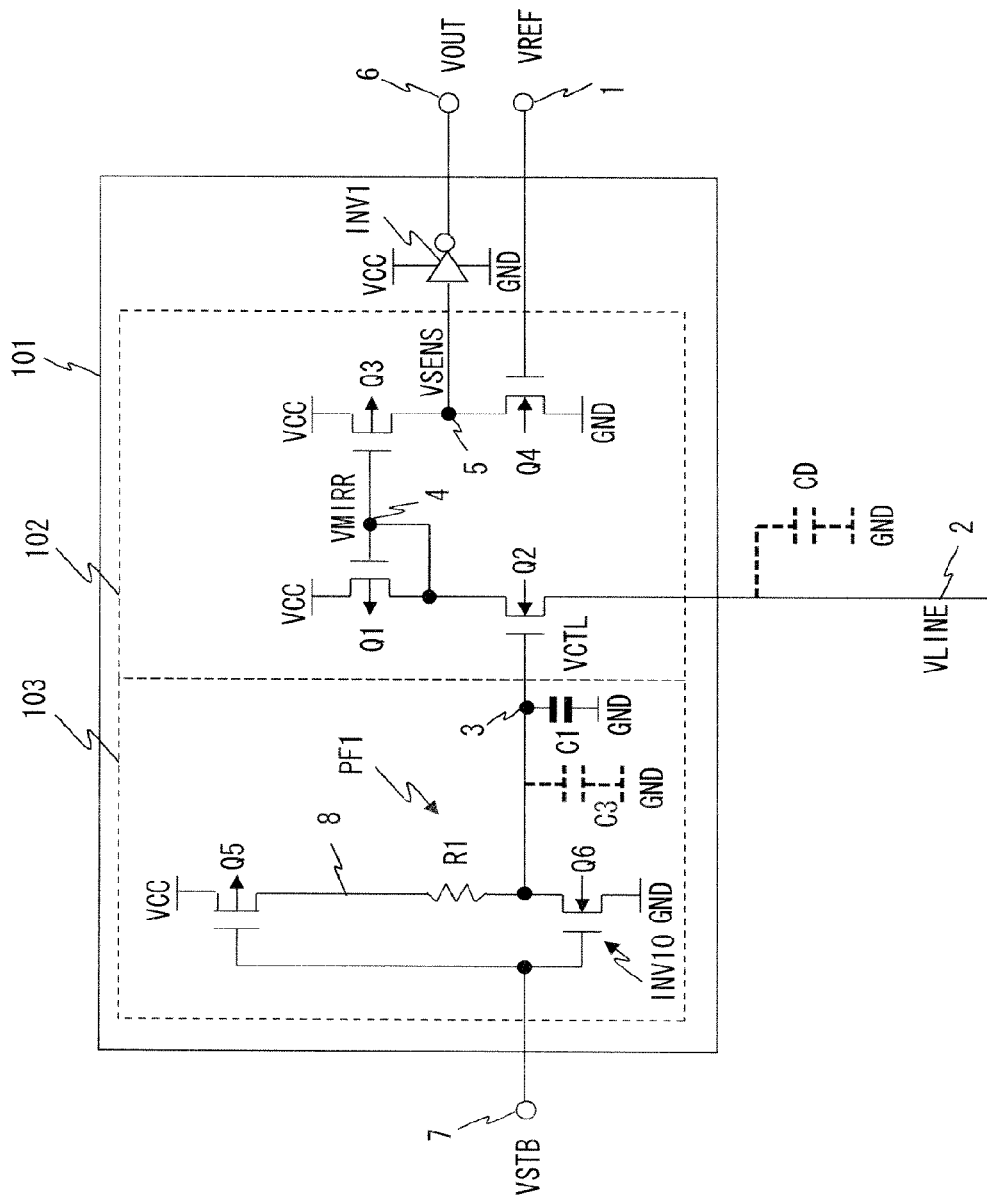 101
102
103
VCC
Q5
8
PF1
R1
Q6
GND
INV10
C3
GND
C1
GND
3
VSTB
7
VCTL
Q2
VCC
Q1
VMIRR
4
VCC
Q3
VSENS
5
Q4
GND
VCC
INV1
GND
6
VOUT
VREF
1
CD
GND
2
VLINE